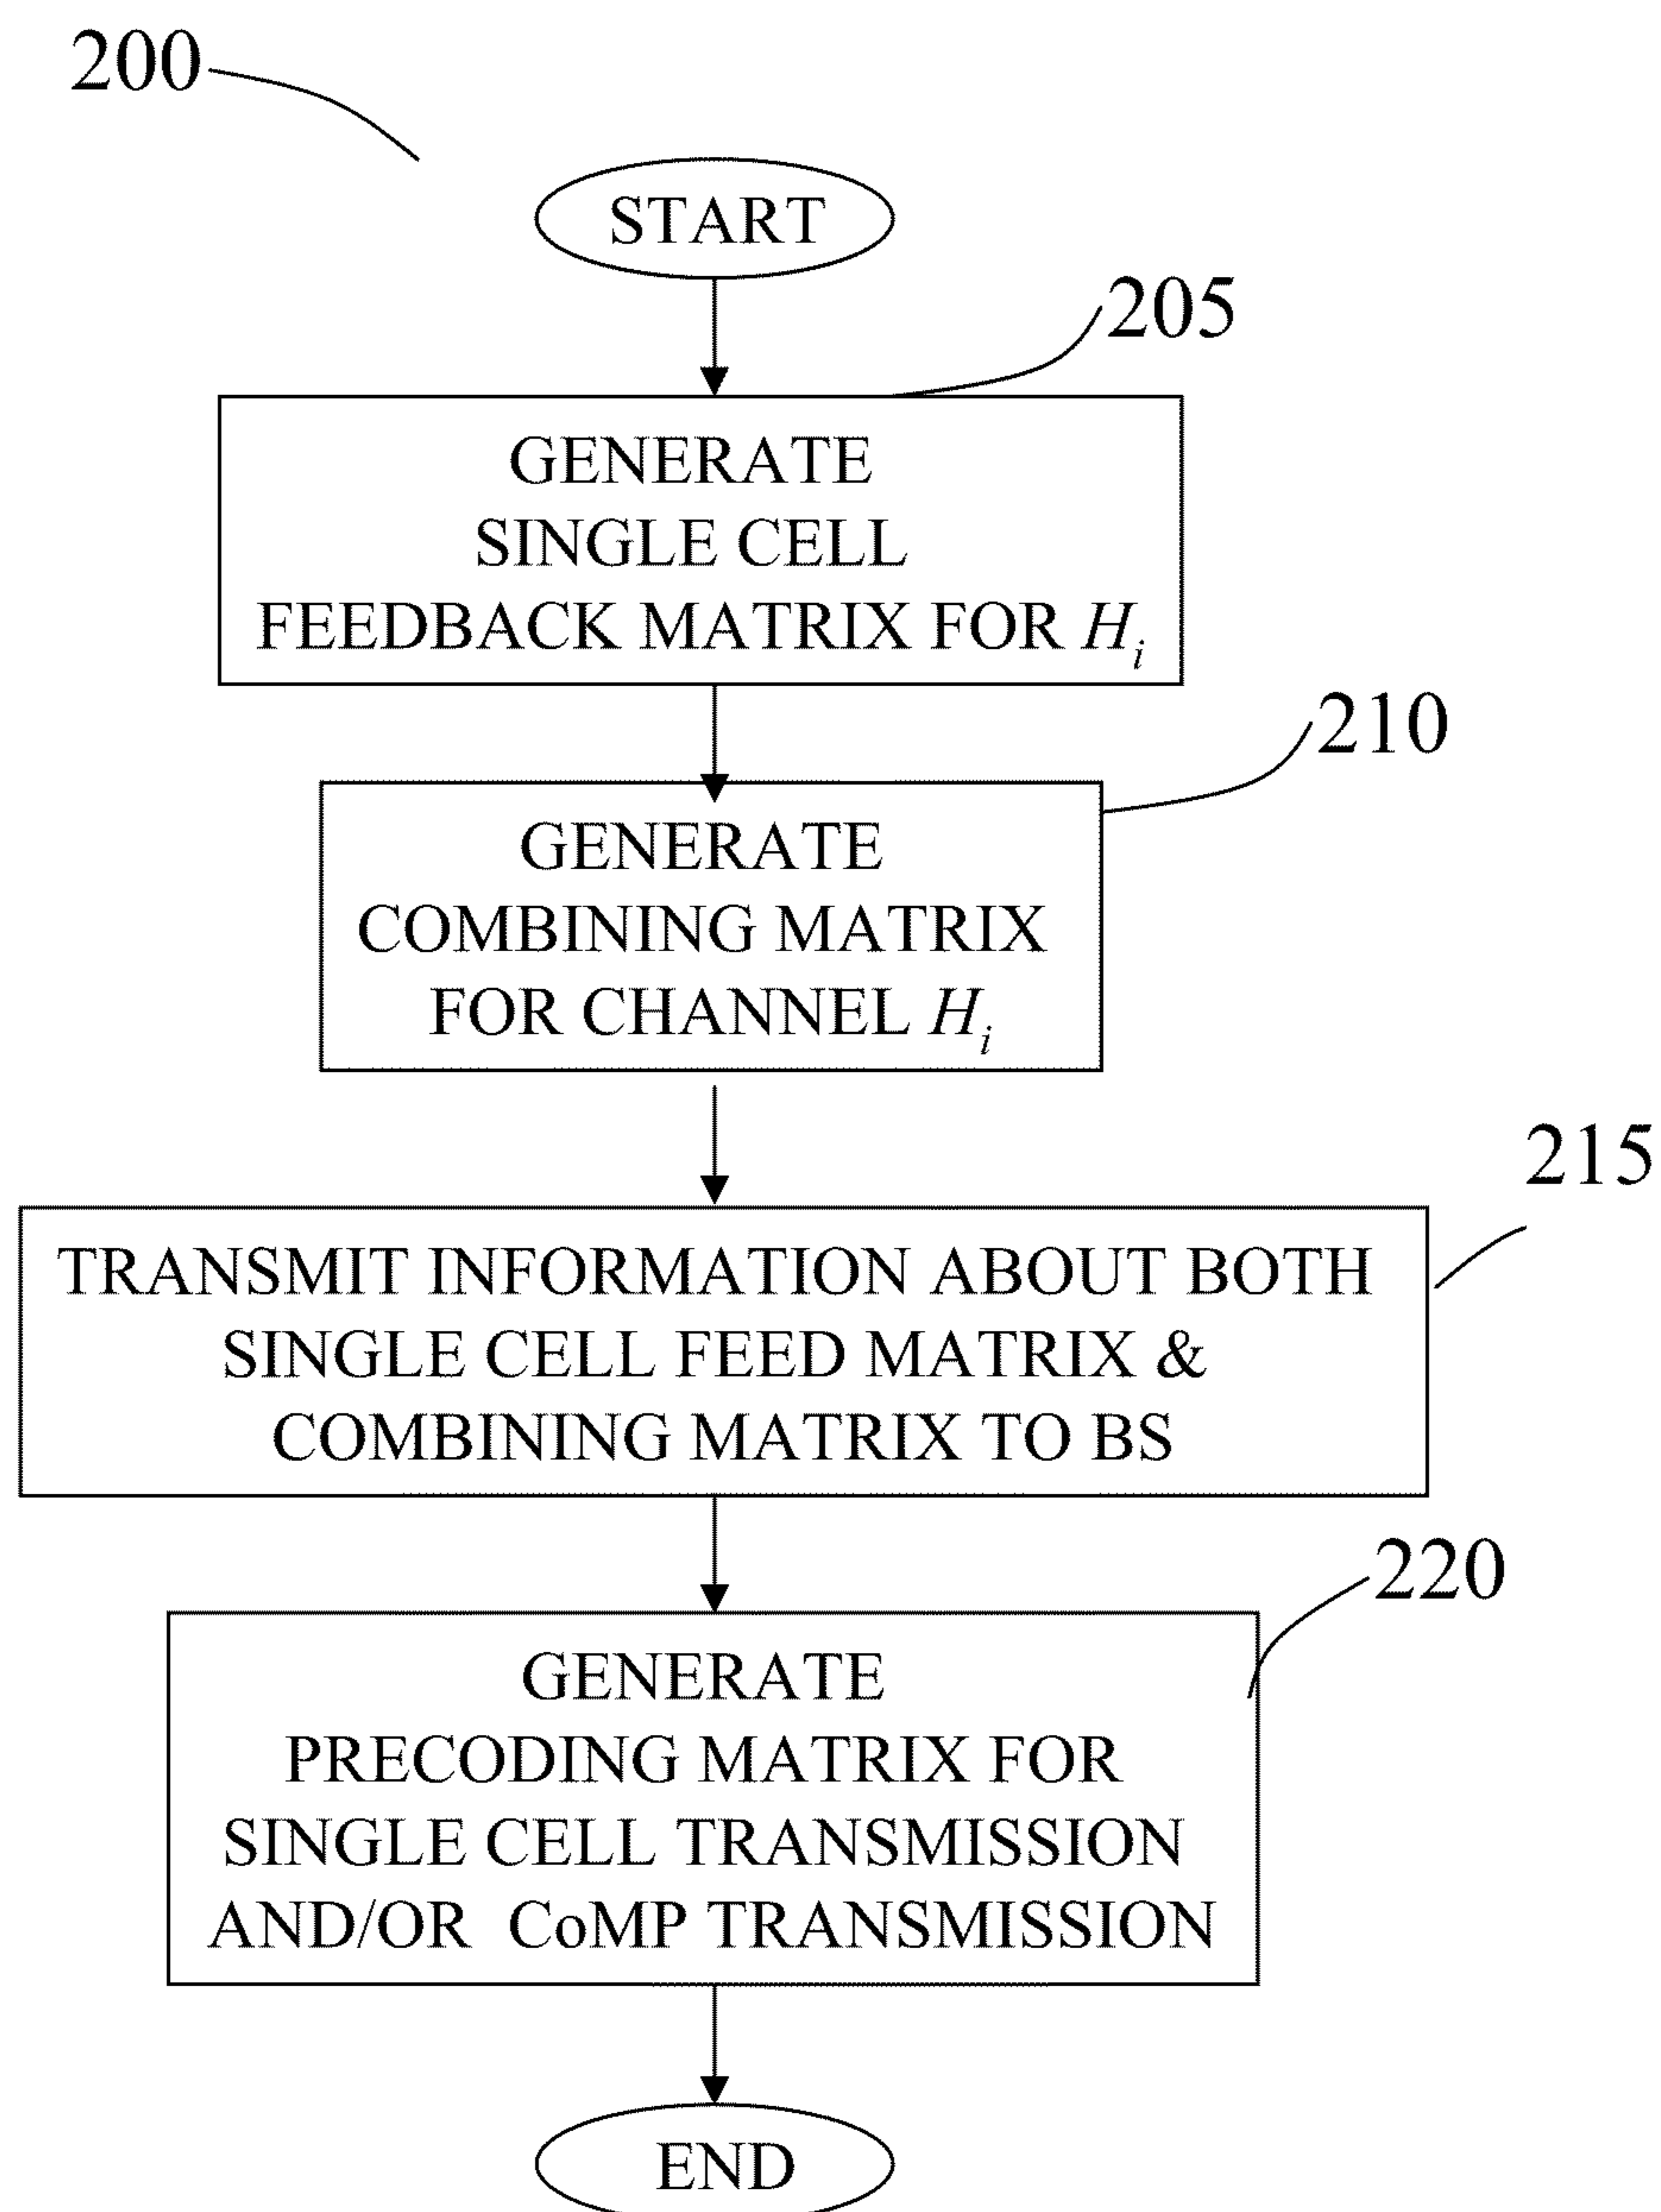 200
START
205
GENERATE
SINGLE CELL
FEEDBACK MATRIX FOR H_i
210
GENERATE
COMBINING MATRIX
FOR CHANNEL H_i
215
TRANSMIT INFORMATION ABOUT BOTH
SINGLE CELL FEED MATRIX &
COMBINING MATRIX TO BS
220
GENERATE
PRECODING MATRIX FOR
SINGLE CELL TRANSMISSION
AND/OR CoMP TRANSMISSION
END